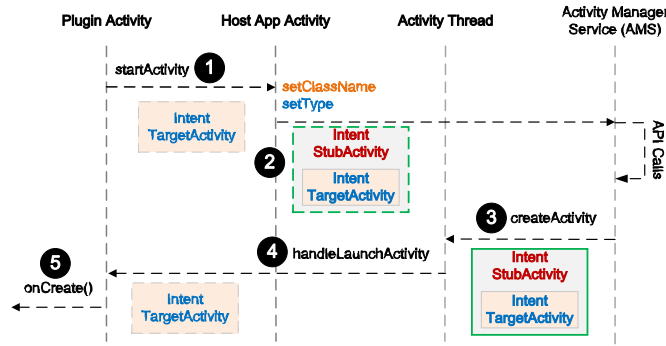 Plugin Activity
Host App Activity
Activity Thread
Activity Manager
Service (AMS)
startActivity
1
setClassName
setType
Intent
TargetActivity
Intent
StubActivity
2
Intent
TargetActivity
API Calls
3
createActivity
4
handleLaunchActivity
5
onCreate()
Intent
StubActivity
Intent
TargetActivity
Intent
TargetActivity